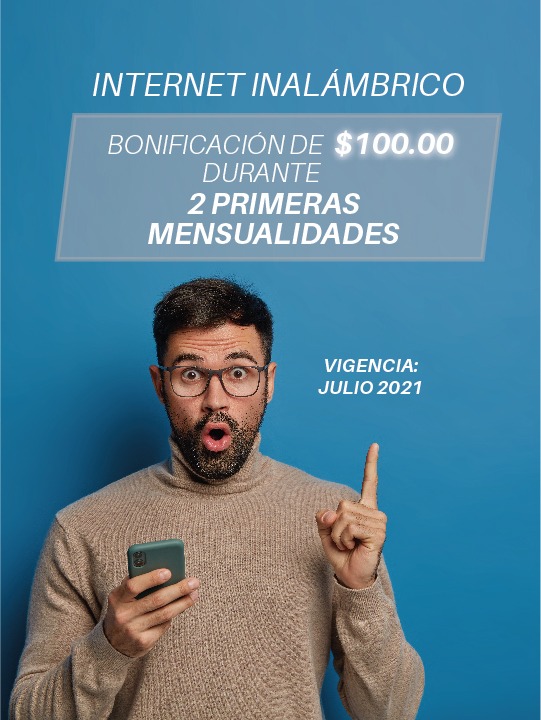 INTERNET INALÁMBRICO
BONIFICACIÓN DE $100.00
DURANTE
2 PRIMERAS
MENSUALIDADES
VIGENCIA:
JULIO 2021